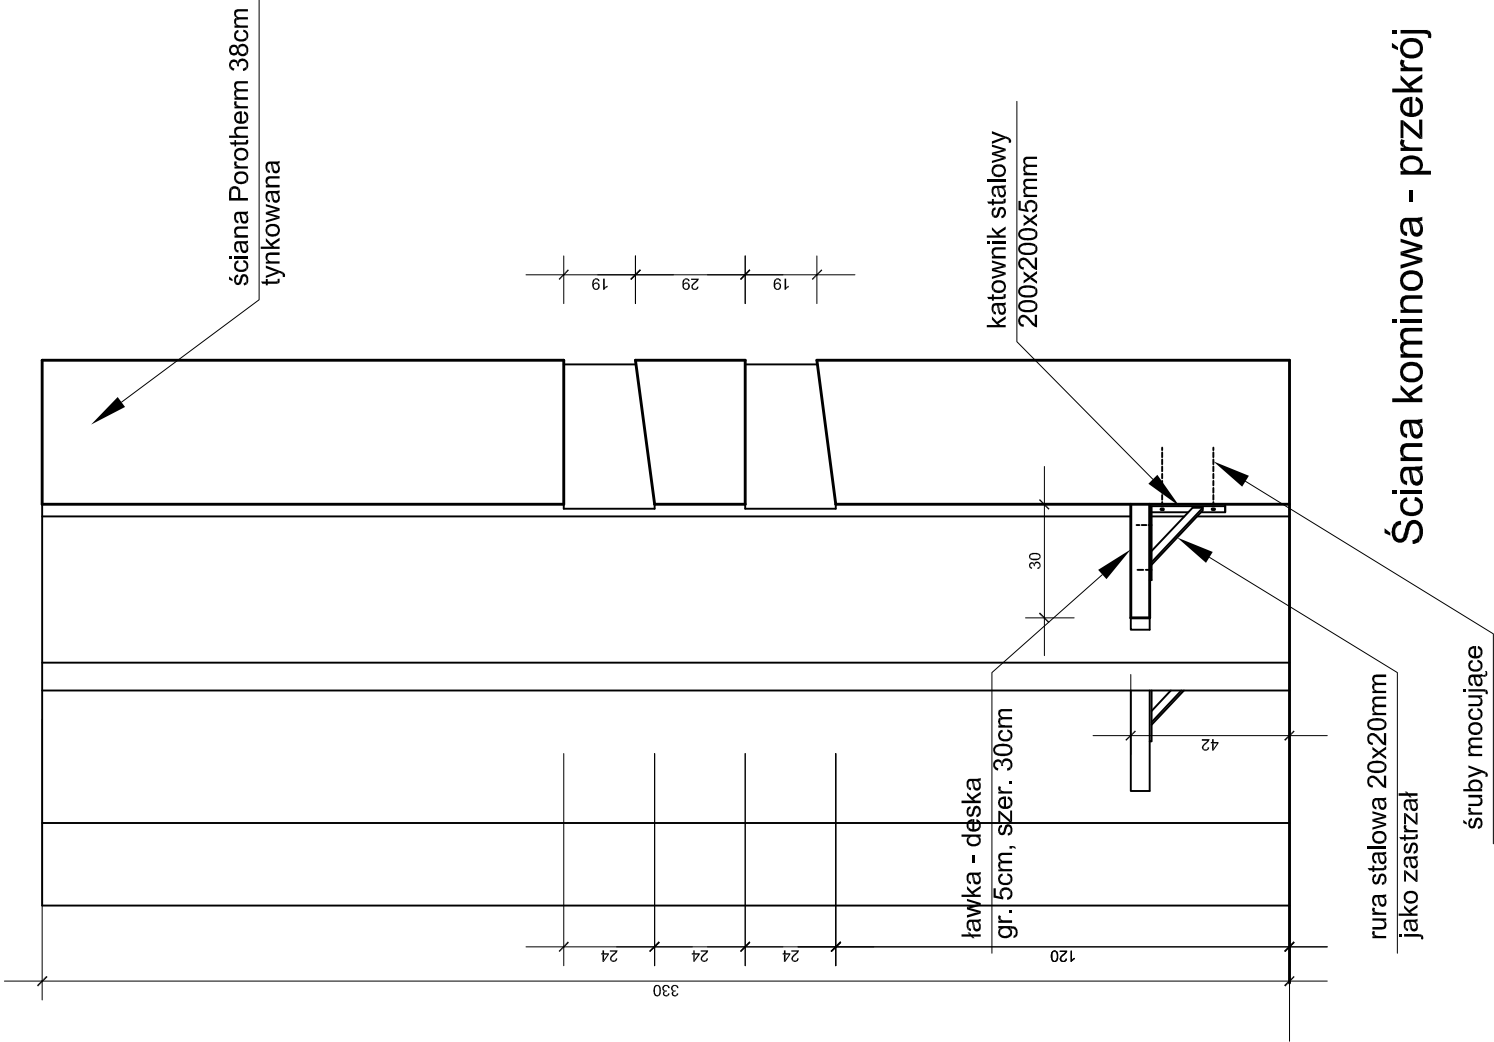 ściana Porotherm 38cm
tynkowana
19
29
19
katownik stalowy
200x200x5mm
30
ławka - deska
gr. 5cm, szer. 30cm
42
24
24
24
120
330
rura stalowa 20x20mm
jako zastrzał
śruby mocujące
Ściana kominowa - przekrój